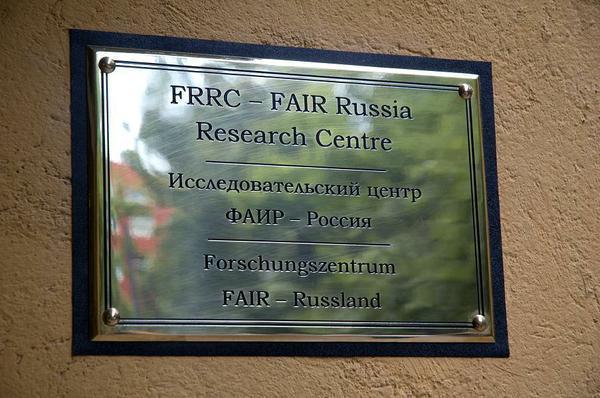 FRRC – FAIR Russia
Research Centre
Исследовательский центр
ФАИР – Россия
Forschungszentrum
FAIR – Russland